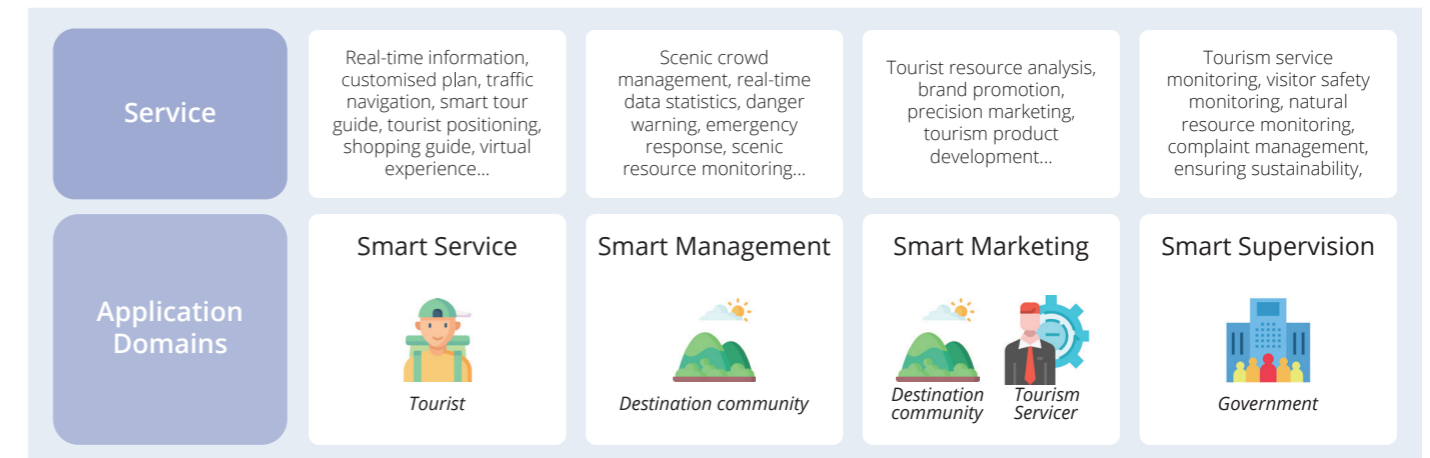 Service
Real-time information,
customised plan, traffic
navigation, smart tour
guide, tourist positioning,
shopping guide, virtual
experience...
Scenic crowd
management, real-time
data statistics, danger
warning, emergency
response, scenic
resource monitoring...
Tourist resource analysis,
brand promotion,
precision marketing,
tourism product
development...
Tourism service
monitoring, visitor safety
monitoring, natural
resource monitoring,
complaint management,
ensuring sustainability,
Application
Domains
Smart Service
Tourist
Smart Management
Destination community
Smart Marketing
Destination
community
Tourism
Servicer
Smart Supervision
Government